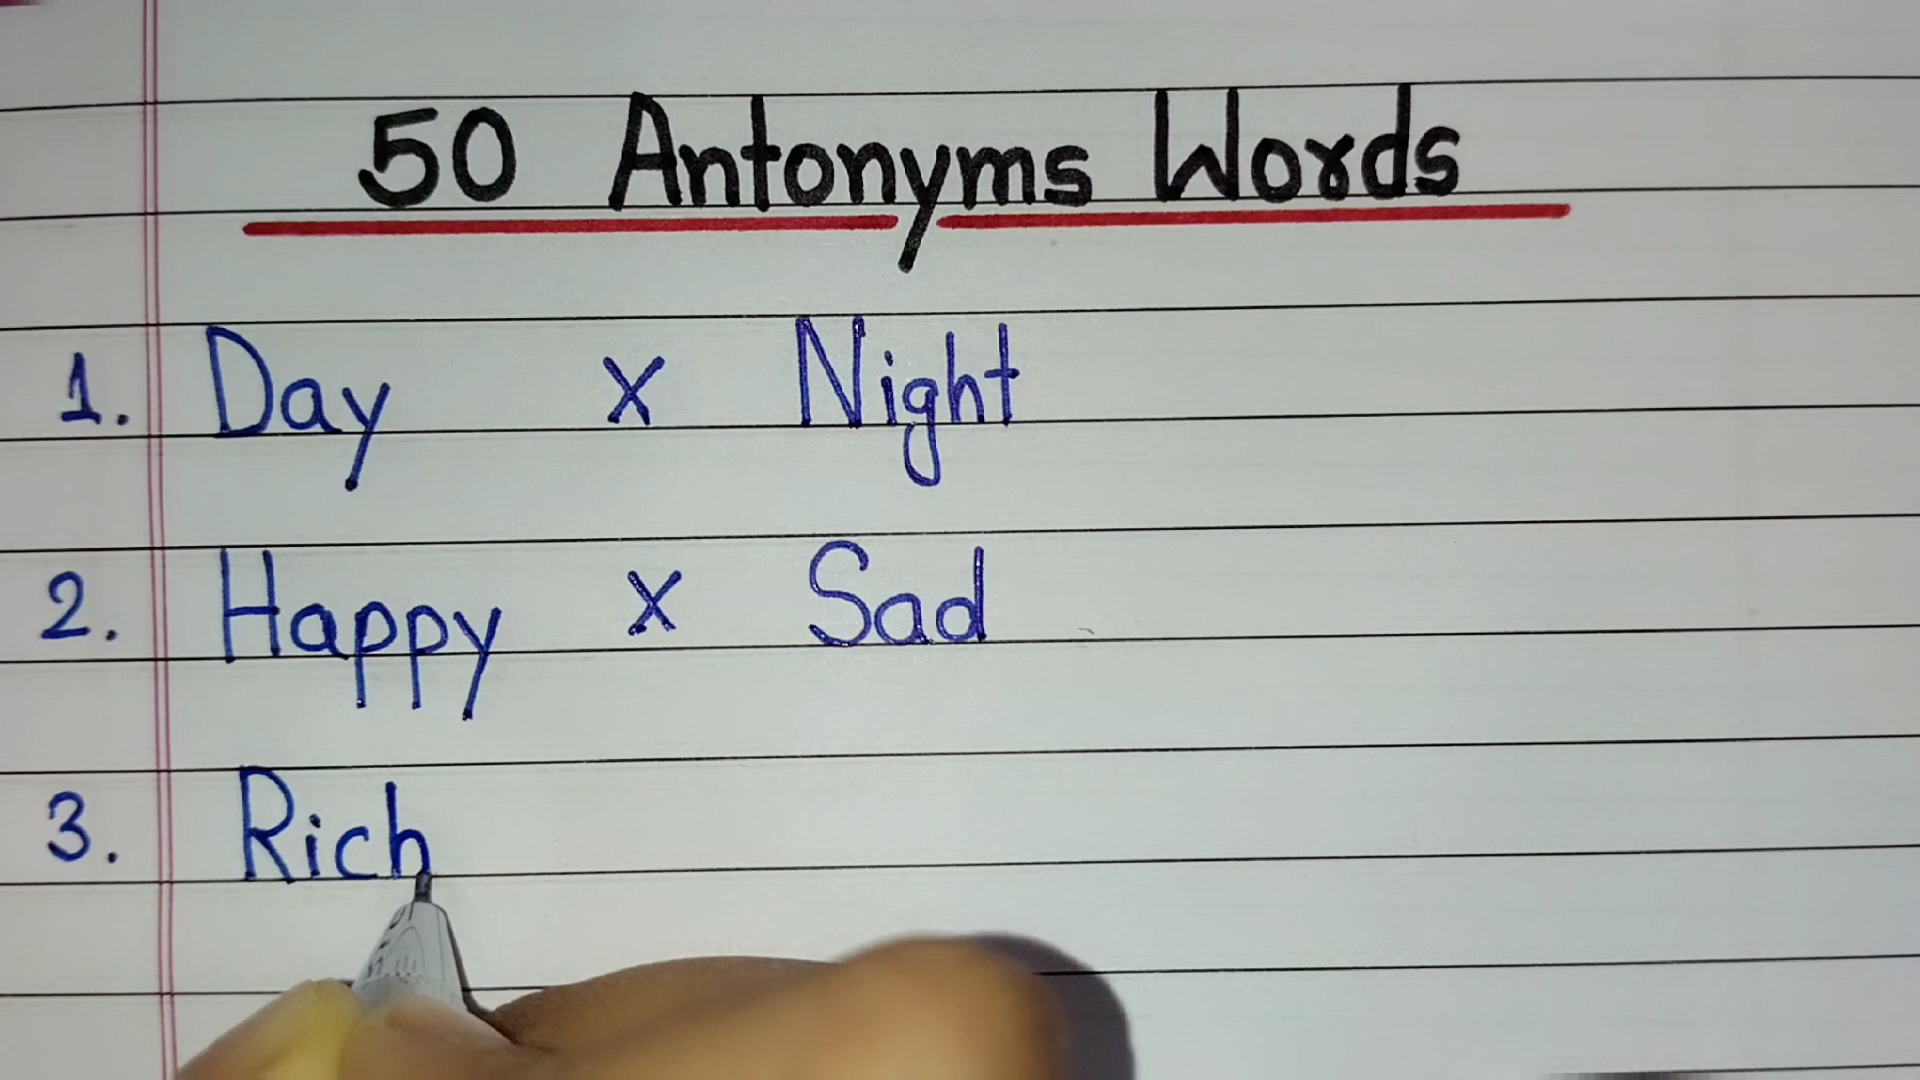 50 Antonyms Words
1. Day x Night
2. Happy x Sad
3. Rich